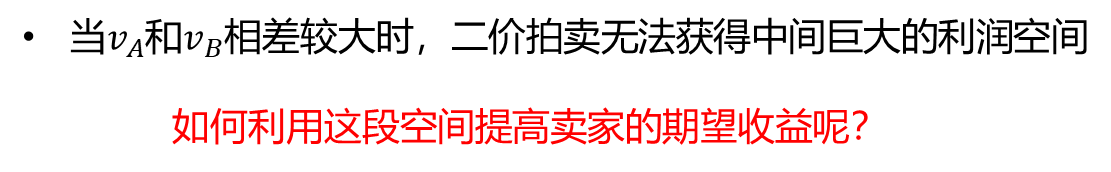 • 当𝑣𝐴和𝑣𝐵相差较大时，二价拍卖无法获得中间巨大的利润空间
如何利用这段空间提高卖家的期望收益呢？